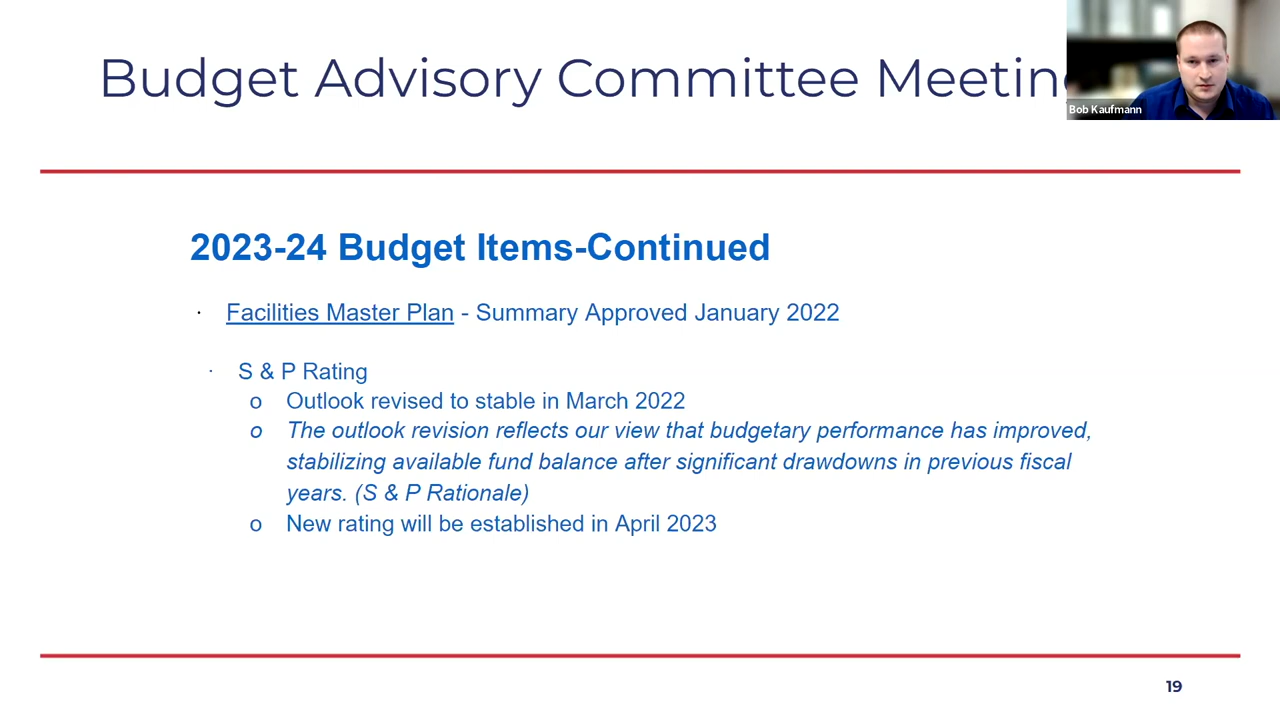 Budget Advisory Committee Meeting
Bob Kaufmann
2023-24 Budget Items-Continued
· Facilities Master Plan - Summary Approved January 2022
· S & P Rating
o Outlook revised to stable in March 2022
o The outlook revision reflects our view that budgetary performance has improved,
stabilizing available fund balance after significant drawdowns in previous fiscal
years. (S & P Rationale)
o New rating will be established in April 2023
19